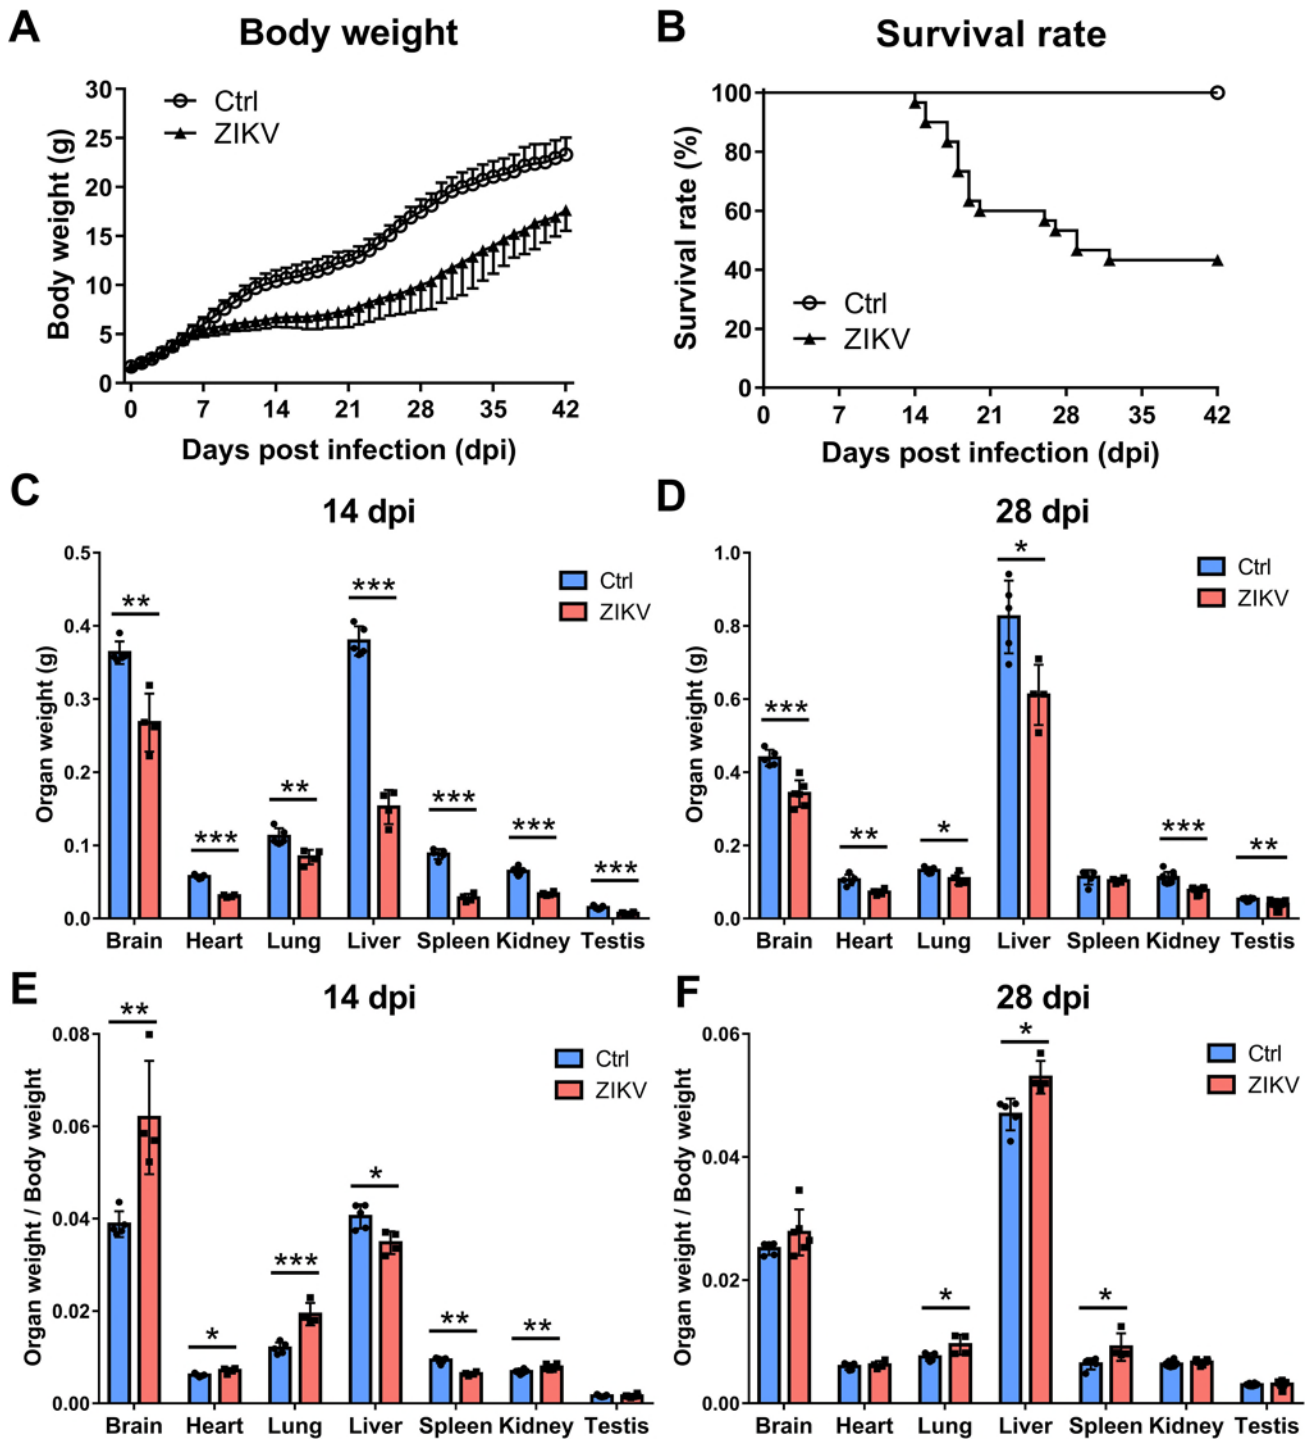 A
Body weight
30
25
20
15
10
5
0
Body weight (g)
Ctrl
ZIKV
0 7 14 21 28 35 42
Days post infection (dpi)
B
Survival rate
100
80
60
40
20
0
Survival rate (%)
Ctrl
ZIKV
0 7 14 21 28 35 42
Days post infection (dpi)
C
14 dpi
0.5
0.4
0.3
0.2
0.1
0.0
Organ weight (g)
Ctrl
ZIKV
** *** ** *** *** *** ***
Brain Heart Lung Liver Spleen Kidney Testis
D
28 dpi
1.0
0.8
0.6
0.4
0.2
0.0
Organ weight (g)
Ctrl
ZIKV
*** ** * * *** **
Brain Heart Lung Liver Spleen Kidney Testis
E
14 dpi
0.08
0.06
0.04
0.02
0.00
Organ weight / Body weight
Ctrl
ZIKV
** * *** * ** **
Brain Heart Lung Liver Spleen Kidney Testis
F
28 dpi
0.06
0.04
0.02
0.00
Organ weight / Body weight
Ctrl
ZIKV
* * *
Brain Heart Lung Liver Spleen Kidney Testis